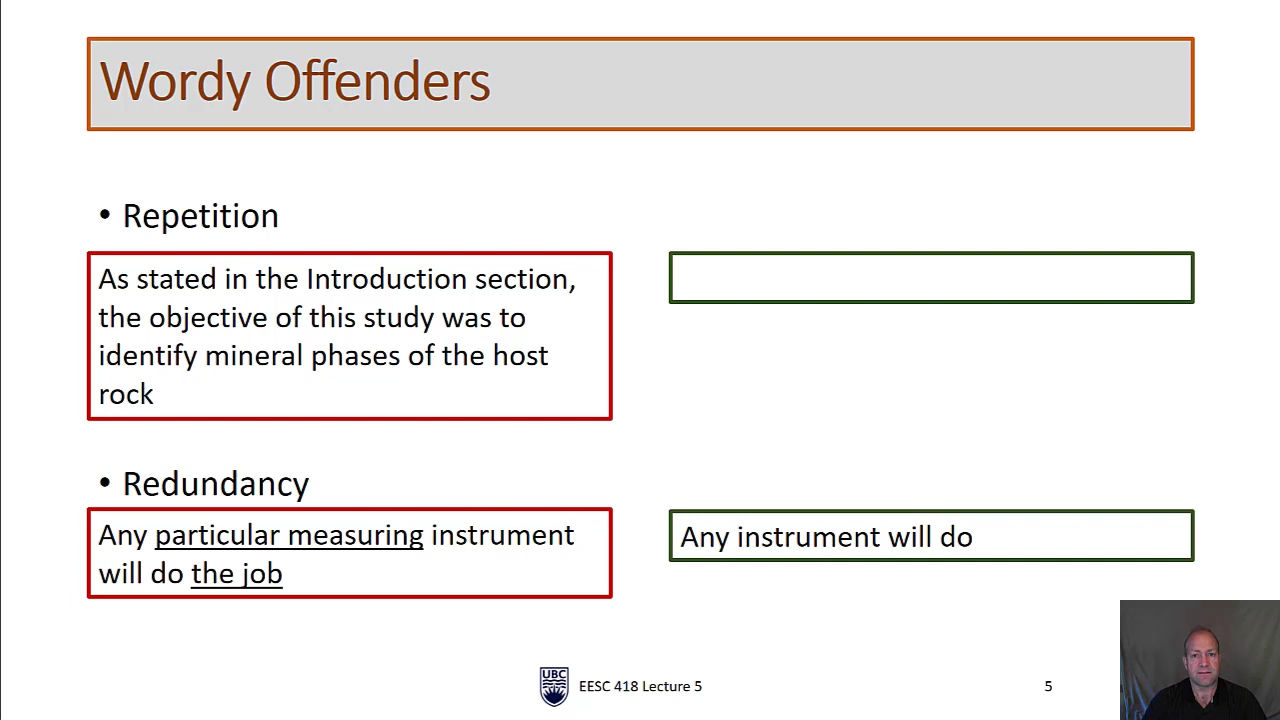 Wordy Offenders
• Repetition
As stated in the Introduction section,
the objective of this study was to
identify mineral phases of the host
rock
• Redundancy
Any particular measuring instrument
will do the job
Any instrument will do
UBC
EESC 418 Lecture 5
5